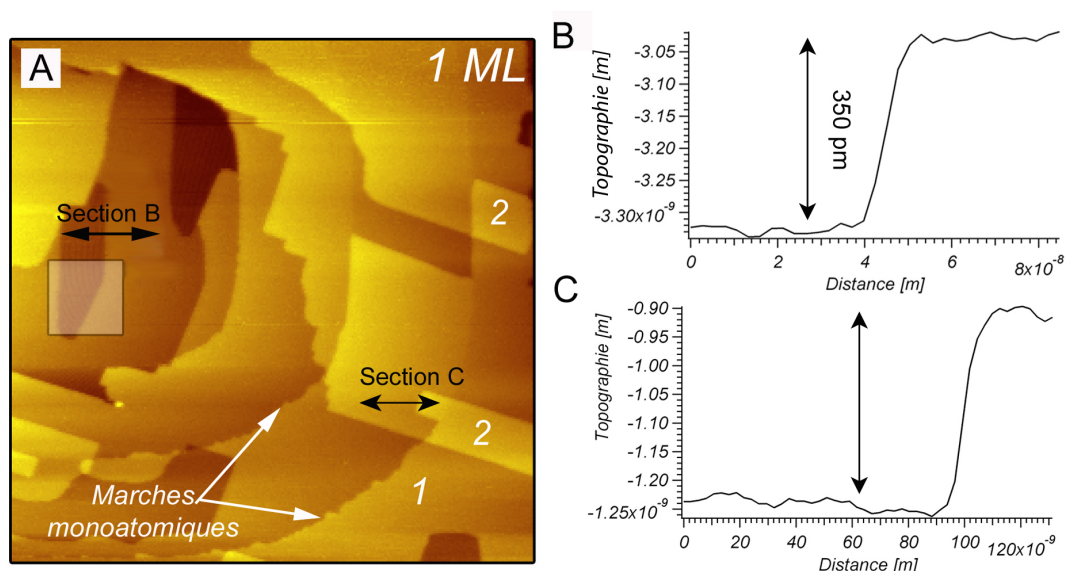 A
1 ML
2
Section B
Section C
2
1
Marches
monoatomiques
B
Topographie [m]
-3.05
-3.10
-3.15
-3.20
-3.25
-3.30x10⁻⁹
350 pm
0
2
4
6
8x10⁻⁸
Distance [m]
C
Topographie [m]
-0.90
-0.95
-1.00
-1.05
-1.10
-1.15
-1.20
-1.25x10⁻⁹
0
20
40
60
80
100
120x10⁻⁹
Distance [m]